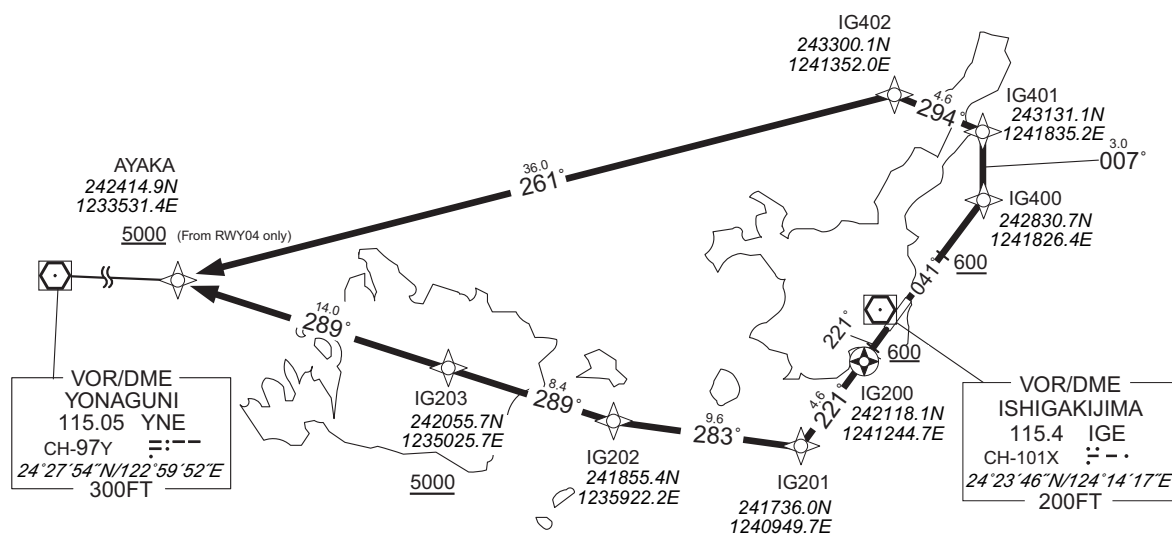 IG402
243300.1N
1241352.0E
4.6
294°
IG401
243131.1N
1241835.2E
3.0
007°
36.0
261°
AYAKA
242414.9N
1233531.4E
5000 (From RWY04 only)
IG400
242830.7N
1241826.4E
600
041°
221°
600
14.0
289°
IG203
242055.7N
1235025.7E
5000
8.4
289°
IG202
241855.4N
1235922.2E
9.6
283°
4.6
221°
IG200
242118.1N
1241244.7E
IG201
241736.0N
1240949.7E
VOR/DME
YONAGUNI
115.05 YNE
CH-97Y
24°27´54˝N/122°59´52˝E
300FT
VOR/DME
ISHIGAKIJIMA
115.4 IGE
CH-101X
24°23´46˝N/124°14´17˝E
200FT